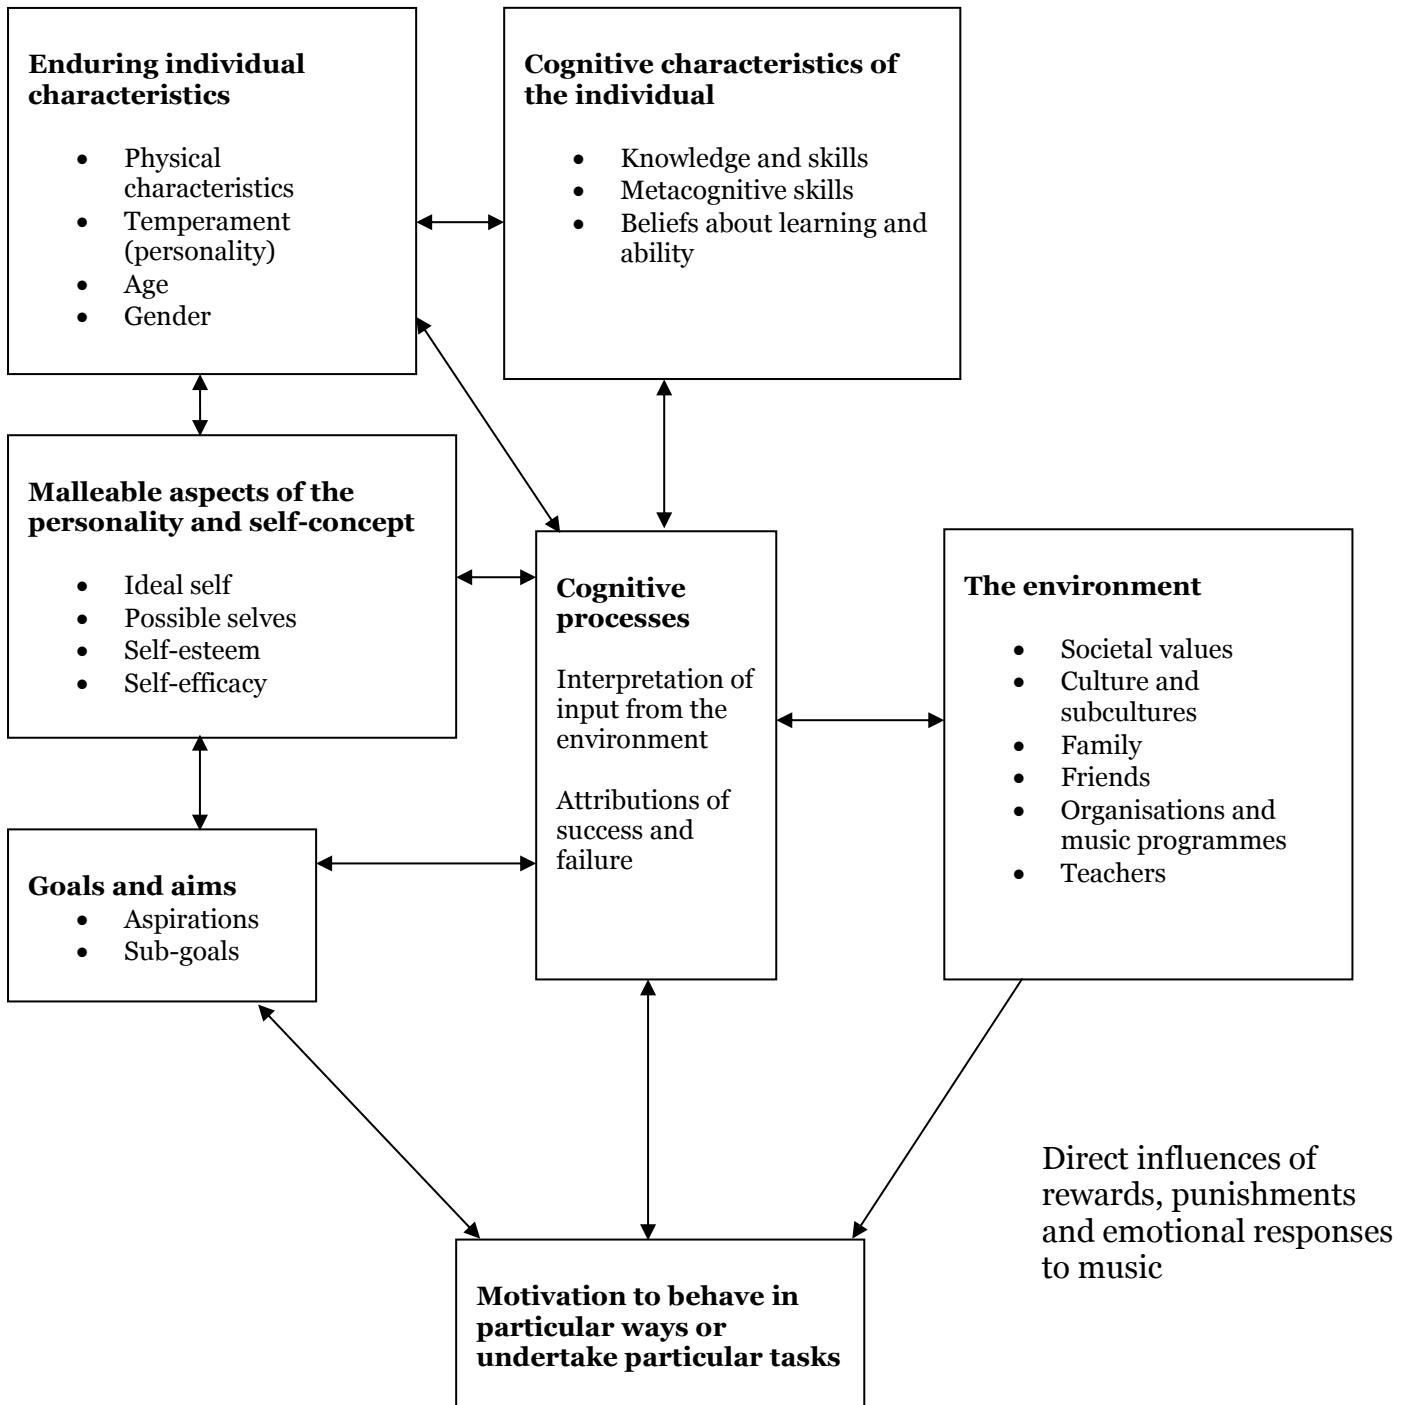 Enduring individual
characteristics
• Physical
characteristics
• Temperament
(personality)
• Age
• Gender
Cognitive characteristics of
the individual
• Knowledge and skills
• Metacognitive skills
• Beliefs about learning and
ability
Malleable aspects of the
personality and self-concept
• Ideal self
• Possible selves
• Self-esteem
• Self-efficacy
Cognitive
processes
Interpretation of
input from the
environment
Attributions of
success and
failure
The environment
• Societal values
• Culture and
subcultures
• Family
• Friends
• Organisations and
music programmes
• Teachers
Goals and aims
• Aspirations
• Sub-goals
Direct influences of
rewards, punishments
and emotional responses
to music
Motivation to behave in
particular ways or
undertake particular tasks